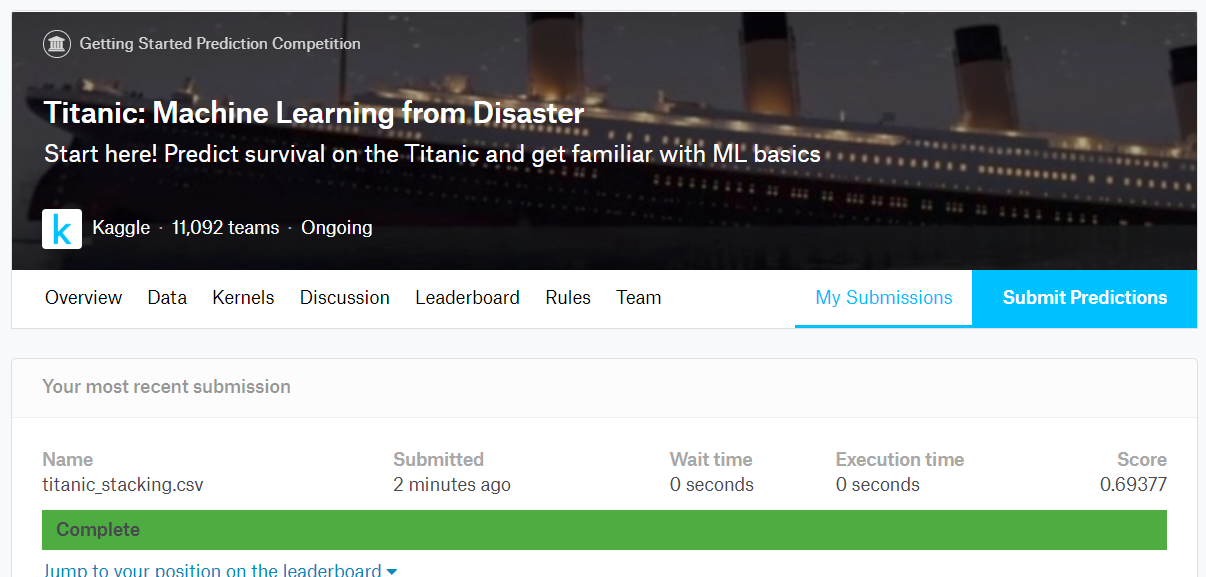 Getting Started Prediction Competition
Titanic: Machine Learning from Disaster
Start here! Predict survival on the Titanic and get familiar with ML basics
k Kaggle · 11,092 teams · Ongoing
Overview Data Kernels Discussion Leaderboard Rules Team My Submissions Submit Predictions
Your most recent submission
Name Submitted Wait time Execution time Score
titanic_stacking.csv 2 minutes ago 0 seconds 0 seconds 0.69377
Complete
Jump to your position on the leaderboard